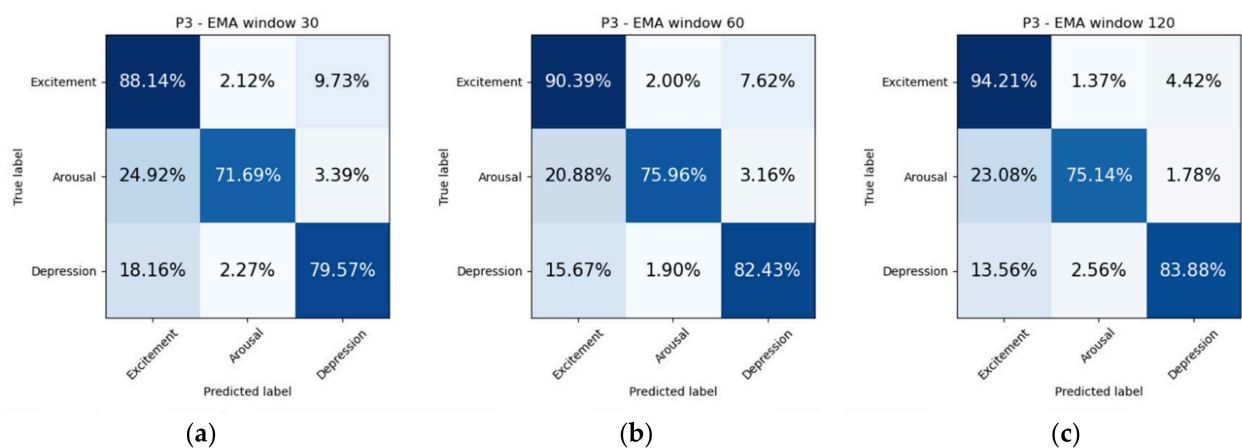 P3 - EMA window 30
True label
Excitement
88.14% 2.12% 9.73%
Arousal
24.92% 71.69% 3.39%
Depression
18.16% 2.27% 79.57%
Excitement
Arousal
Depression
Predicted label
(a)
P3 - EMA window 60
True label
Excitement
90.39% 2.00% 7.62%
Arousal
20.88% 75.96% 3.16%
Depression
15.67% 1.90% 82.43%
Excitement
Arousal
Depression
Predicted label
(b)
P3 - EMA window 120
True label
Excitement
94.21% 1.37% 4.42%
Arousal
23.08% 75.14% 1.78%
Depression
13.56% 2.56% 83.88%
Excitement
Arousal
Depression
Predicted label
(c)